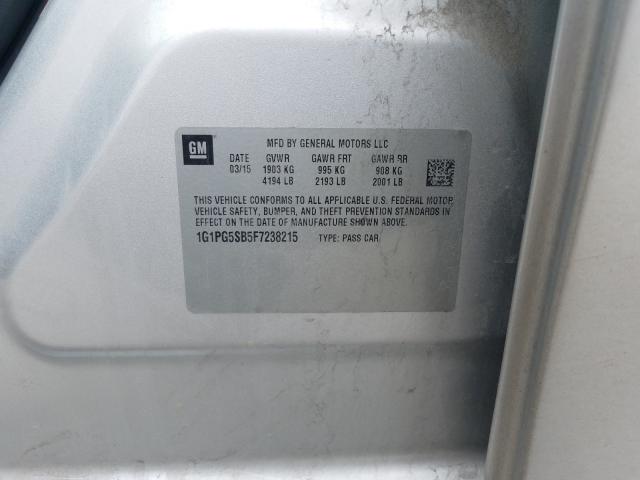 GM
MFD BY GENERAL MOTORS LLC
DATE GVWR GAWR FRT GAWR RR
03/15 1903 KG 995 KG 908 KG
4194 LB 2193 LB 2001 LB
THIS VEHICLE CONFORMS TO ALL APPLICABLE U.S. FEDERAL MOTOR
VEHICLE SAFETY, BUMPER, AND THEFT PREVENTION STANDARDS IN
EFFECT ON THE DATE OF MANUFACTURE SHOWN ABOVE.
1G1PG5SB5F7238215 TYPE: PASS CAR